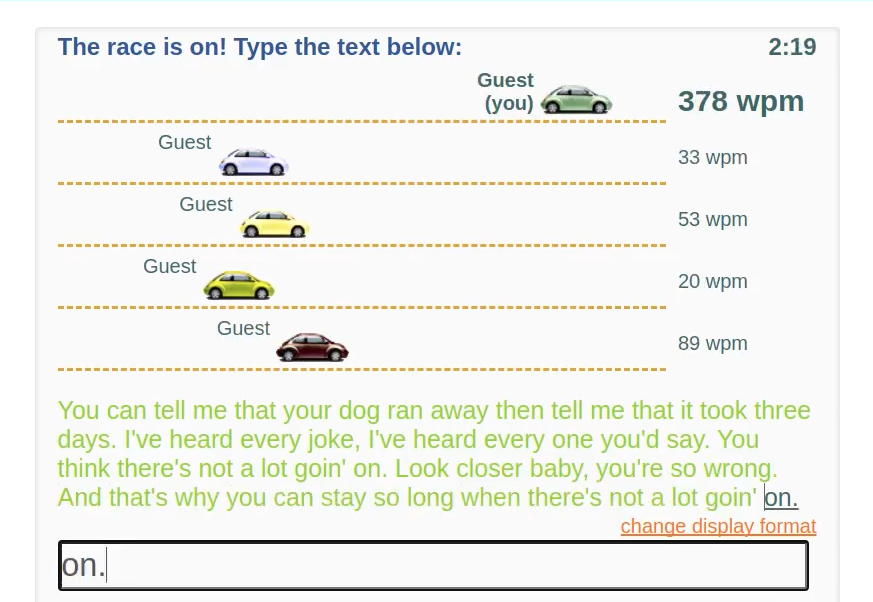 The race is on! Type the text below:
2:19
Guest
(you)
378 wpm
Guest
33 wpm
Guest
53 wpm
Guest
20 wpm
Guest
89 wpm
You can tell me that your dog ran away then tell me that it took three
days. I've heard every joke, I've heard every one you'd say. You
think there's not a lot goin' on. Look closer baby, you're so wrong.
And that's why you can stay so long when there's not a lot goin' on.
change display format
on.